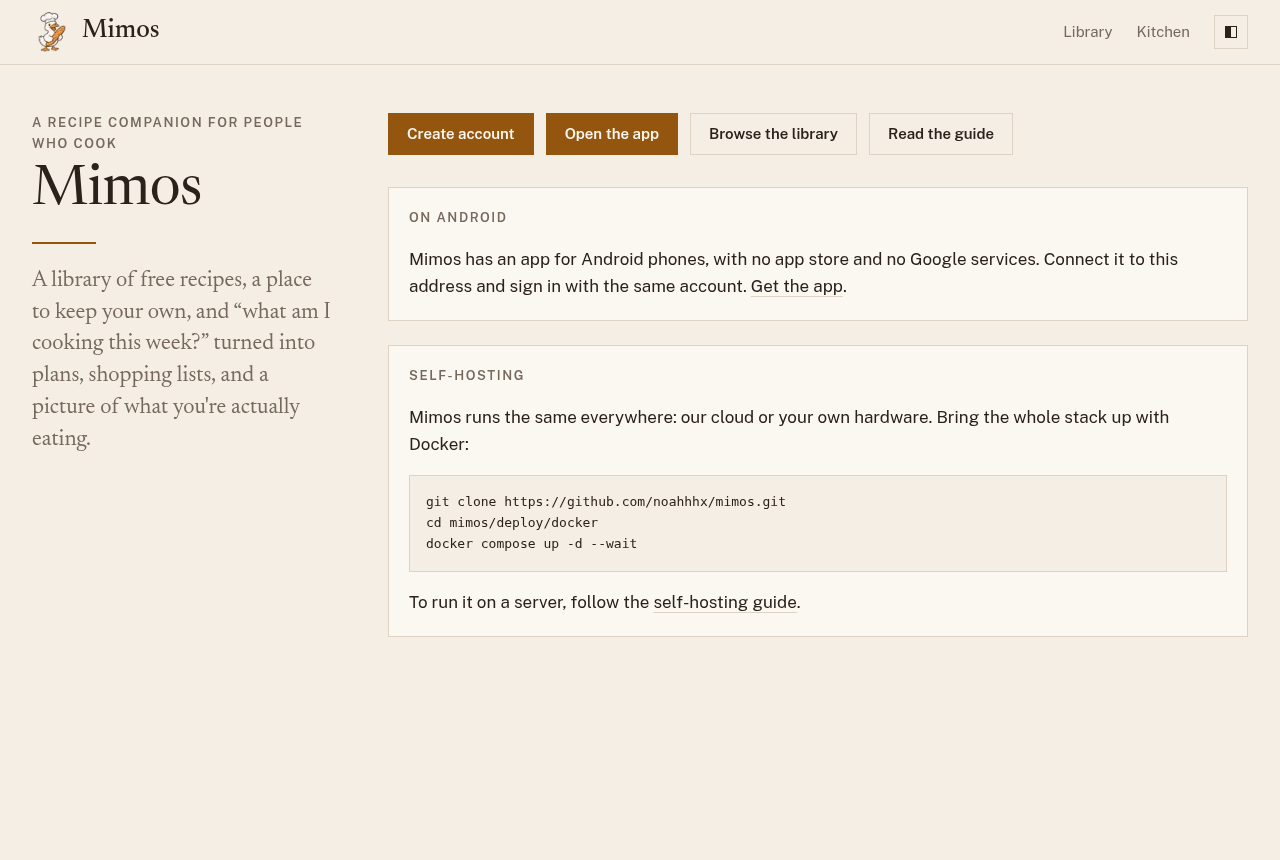 Mimos
Library
Kitchen
A RECIPE COMPANION FOR PEOPLE
WHO COOK
Mimos
A library of free recipes, a place
to keep your own, and “what am I
cooking this week?” turned into
plans, shopping lists, and a
picture of what you're actually
eating.
Create account
Open the app
Browse the library
Read the guide
ON ANDROID
Mimos has an app for Android phones, with no app store and no Google services. Connect it to this
address and sign in with the same account. Get the app.
SELF-HOSTING
Mimos runs the same everywhere: our cloud or your own hardware. Bring the whole stack up with
Docker:
git clone https://github.com/noahhhx/mimos.git
cd mimos/deploy/docker
docker compose up -d --wait
To run it on a server, follow the self-hosting guide.